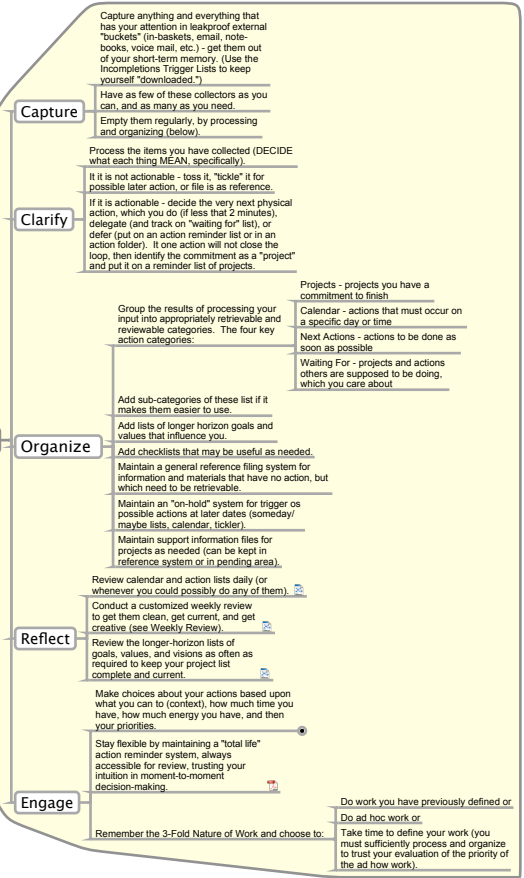 Capture anything and everything that
has your attention in leakproof external
"buckets" (in-baskets, email, note-
books, voice mail, etc.) - get them out
of your short-term memory. (Use the
Incompletions Trigger Lists to keep
yourself "downloaded.")
Capture
Have as few of these collectors as you
can, and as many as you need.
Empty them regularly, by processing
and organizing (below).
Process the items you have collected (DECIDE
what each thing MEAN, specifically).
Clarify
It it is not actionable - toss it, "tickle" it for
possible later action, or file is as reference.
If it is actionable - decide the very next physical
action, which you do (if less that 2 minutes),
delegate (and track on "waiting for" list), or
defer (put on an action reminder list or in an
action folder). It one action will not close the
loop, then identify the commitment as a "project"
and put it on a reminder list of projects.
Organize
Group the results of processing your
input into appropriately retrievable and
reviewable categories. The four key
action categories:
Projects - projects you have a
commitment to finish
Calendar - actions that must occur on
a specific day or time
Next Actions - actions to be done as
soon as possible
Waiting For - projects and actions
others are supposed to be doing,
which you care about
Add sub-categories of these list if it
makes them easier to use.
Add lists of longer horizon goals and
values that influence you.
Add checklists that may be useful as needed.
Maintain a general reference filing system for
information and materials that have no action, but
which need to be retrievable.
Maintain an "on-hold" system for trigger os
possible actions at later dates (someday/
maybe lists, calendar, tickler).
Maintain support information files for
projects as needed (can be kept in
reference system or in pending area).
Reflect
Review calendar and action lists daily (or
whenever you could possibly do any of them).
Conduct a customized weekly review
to get them clean, get current, and get
creative (see Weekly Review).
Review the longer-horizon lists of
goals, values, and visions as often as
required to keep your project list
complete and current.
Engage
Make choices about your actions based upon
what you can to (context), how much time you
have, how much energy you have, and then
your priorities.
Stay flexible by maintaining a "total life"
action reminder system, always
accessible for review, trusting your
intuition in moment-to-moment
decision-making.
Remember the 3-Fold Nature of Work and choose to:
Do work you have previously defined or
Do ad hoc work or
Take time to define your work (you
must sufficiently process and organize
to trust your evaluation of the priority of
the ad how work).